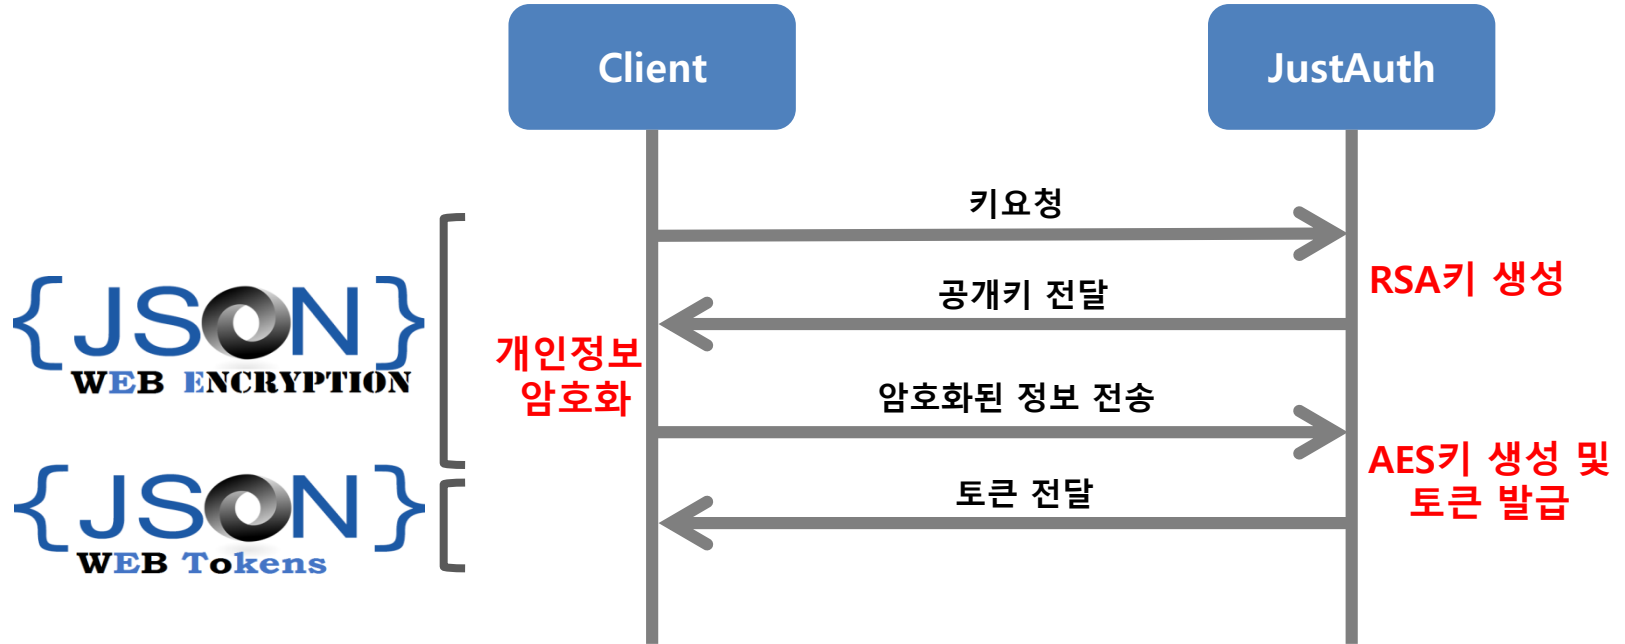 Client
JustAuth
키요청
RSA키 생성
공개키 전달
{JSON}
WEB ENCRYPTION
개인정보
암호화
암호화된 정보 전송
AES키 생성 및
토큰 발급
{JSON}
WEB Tokens
토큰 전달